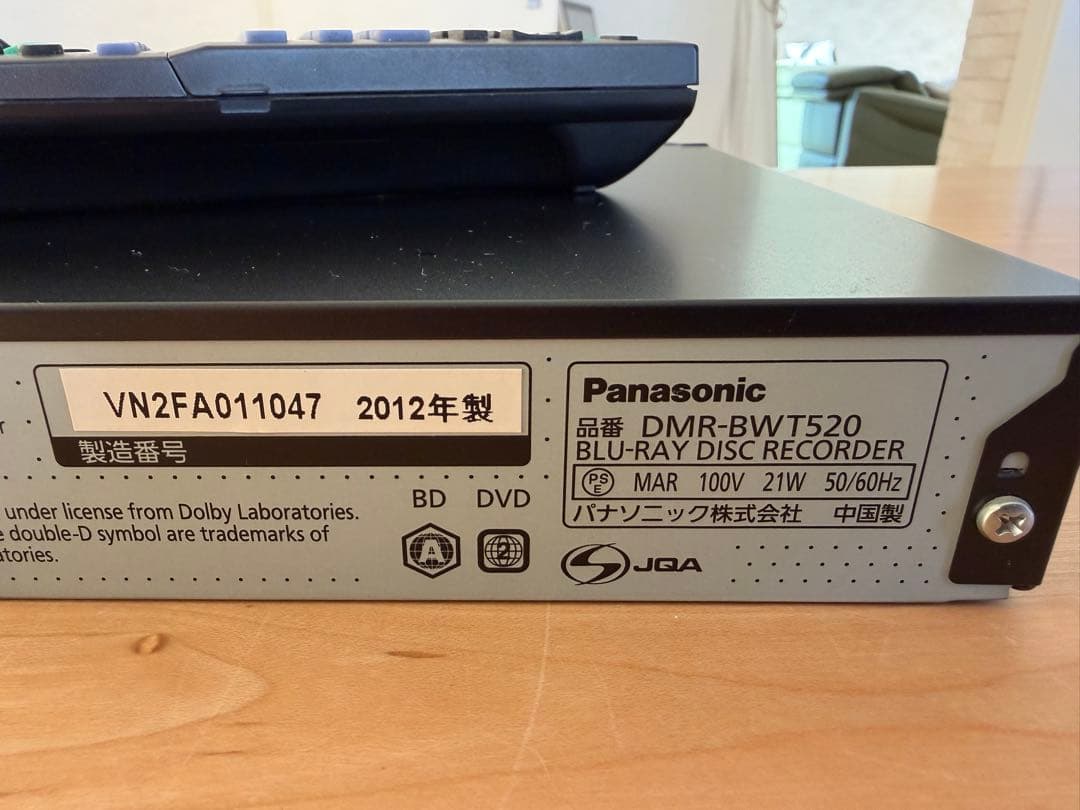 VN2FA011047 2012年製
製造番号
Panasonic
品番 DMR-BWT520
BLU-RAY DISC RECORDER
PS E MAR 100V 21W 50/60Hz
パナソニック株式会社 中国製
under license from Dolby Laboratories.
double-D symbol are trademarks of
BD DVD
A 2
JQA